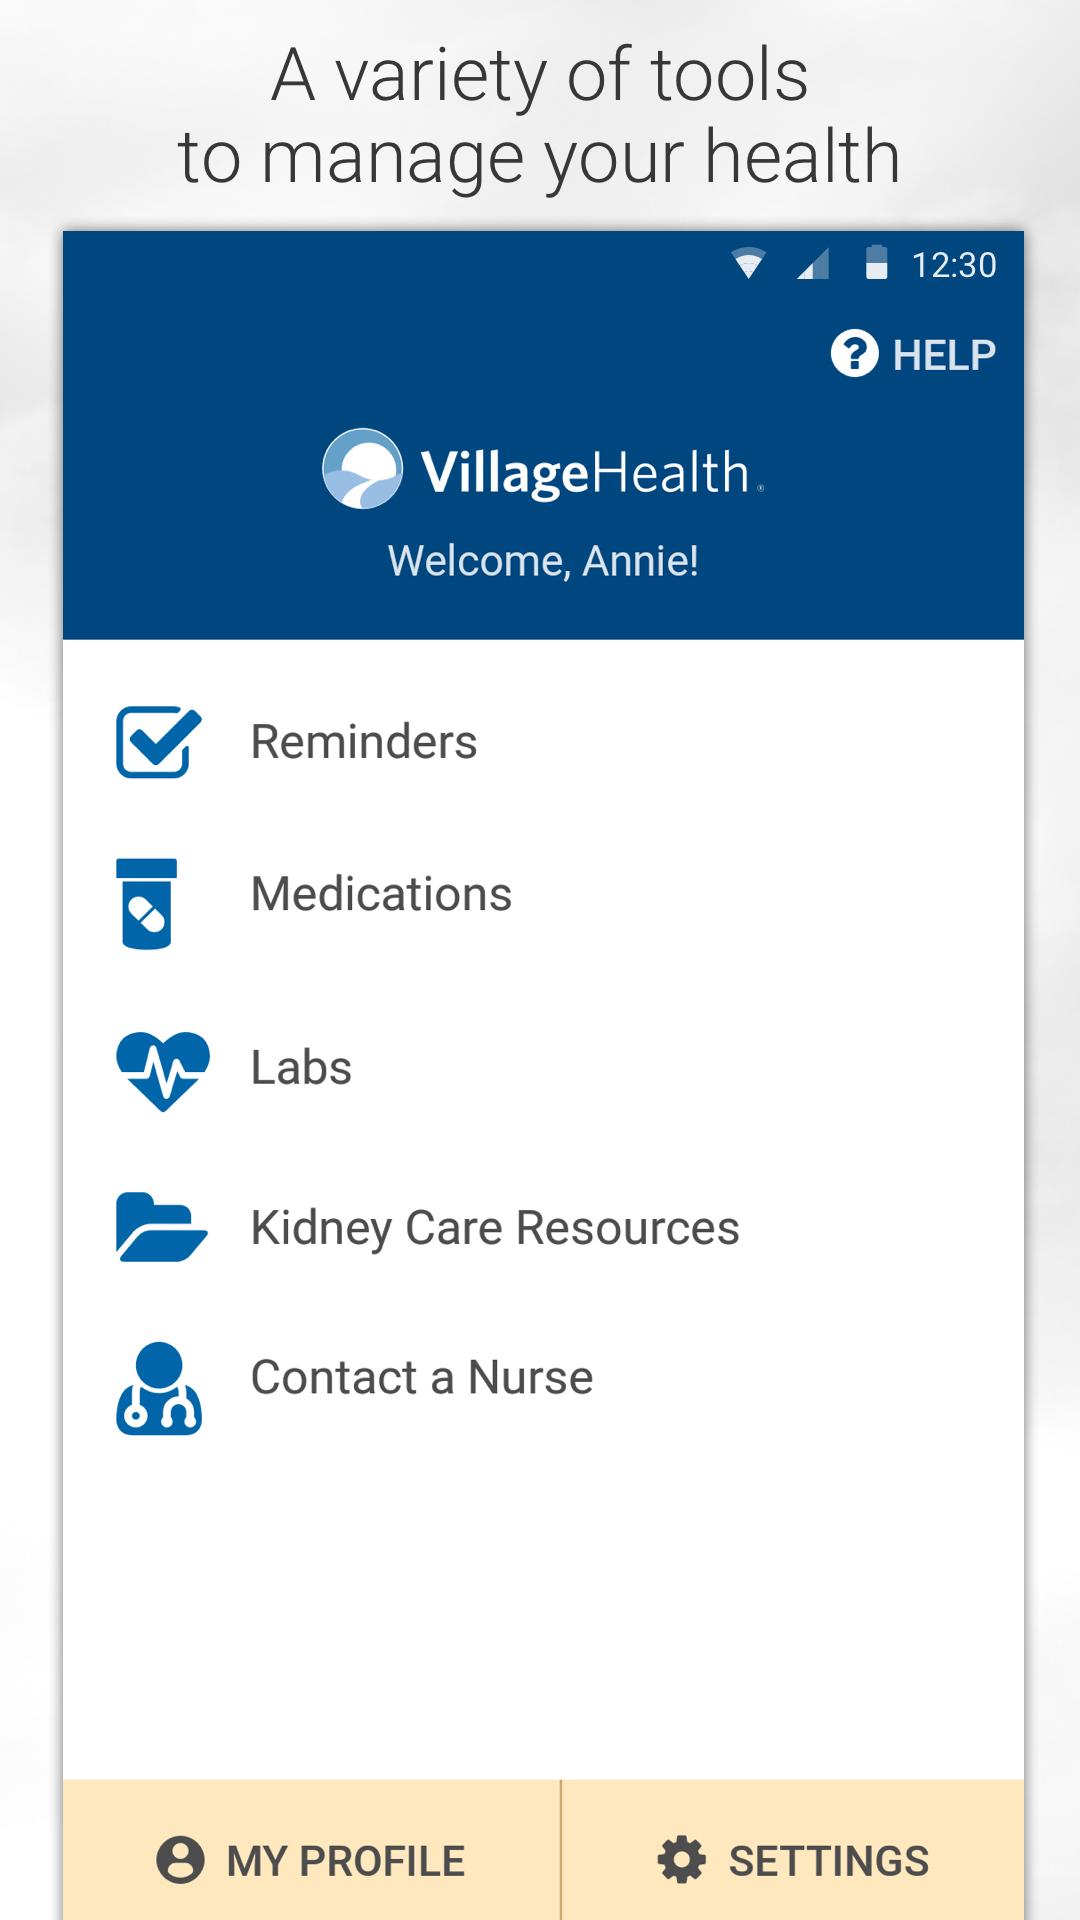 A variety of tools
to manage your health
12:30
HELP
VillageHealth®
Welcome, Annie!
Reminders
Medications
Labs
Kidney Care Resources
Contact a Nurse
MY PROFILE
SETTINGS